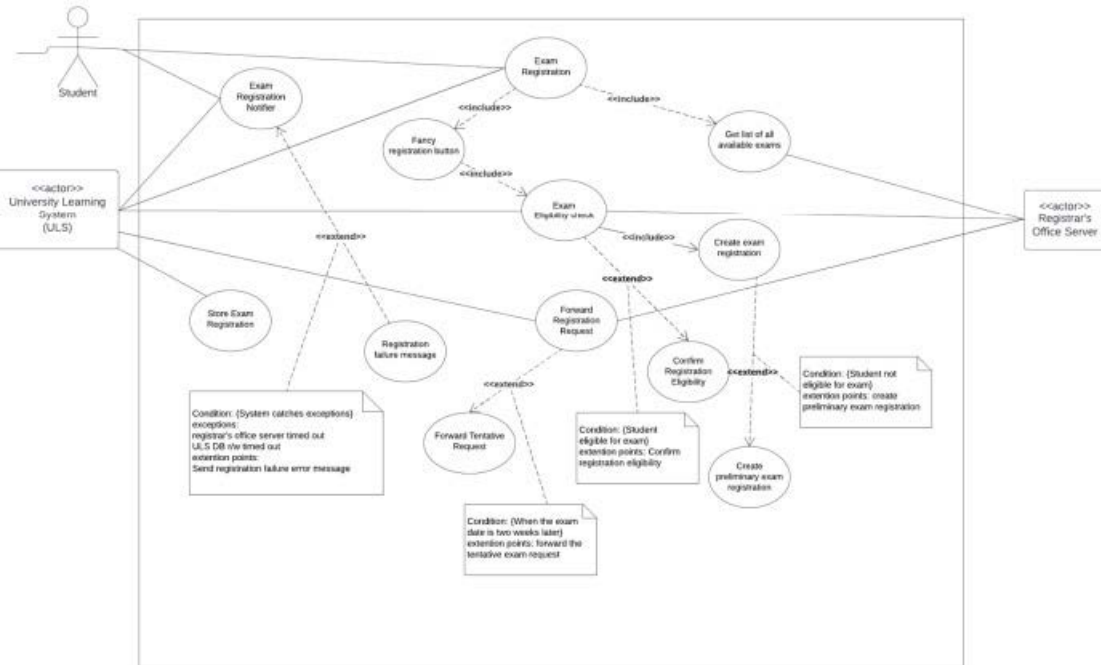 Student
Exam
Registration
Exam
Registration
Notifier
<<include>>
<<include>>
Fancy
registration button
Get list of all
available exams
<<include>>
<<actor>>
University Learning
System
(ULS)
Exam
Eligibility check
<<actor>>
Registrar's
Office Server
<<extend>>
<<include>>
Create exam
registration
<<extend>>
Store Exam
Registration
Forward
Registration
Request
Registration
failure message
Confirm
Registration
Eligibility
<<extend>>
<<extend>>
Condition: {Student not
eligible for exam}
extention points: create
preliminary exam registration
Condition: {System catches exceptions}
exceptions:
registrar's office server timed out
ULS DB r/w timed out
extention points:
Send registration failure error message
Forward Tentative
Request
Condition: {Student
eligible for exam}
extention points: Confirm
registration eligibility
Create
preliminary exam
registration
Condition: {When the exam
date is two weeks later}
extention points: forward the
tentative exam request